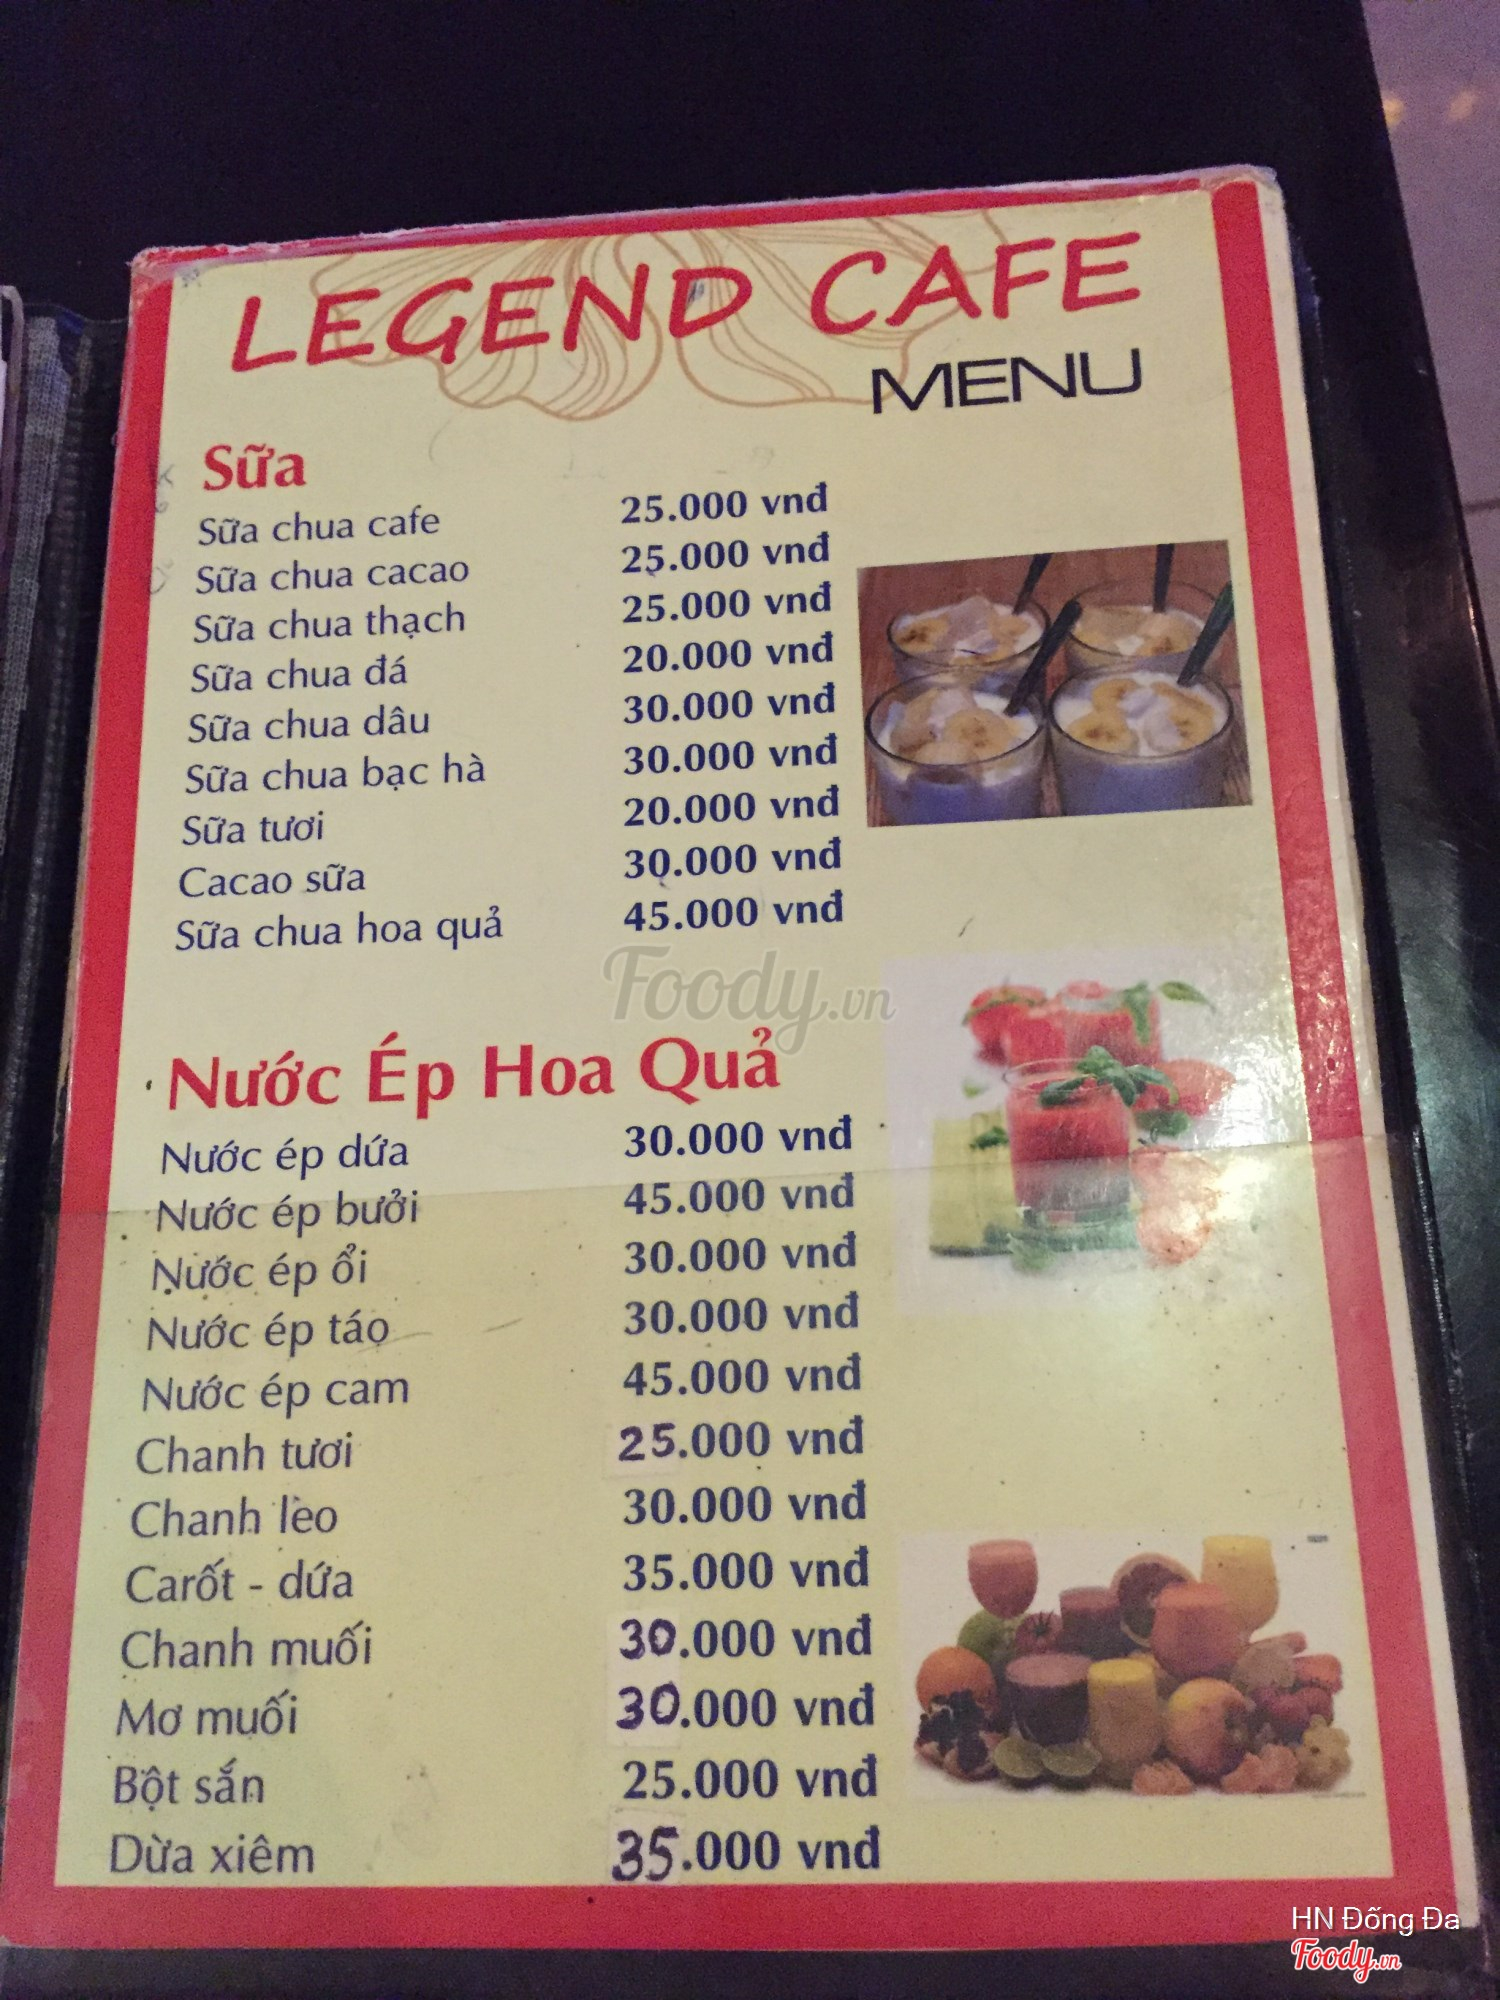 LEGEND CAFE
MENU
Sữa
Sữa chua cafe 25.000 vnđ
Sữa chua cacao 25.000 vnđ
Sữa chua thạch 25.000 vnđ
Sữa chua đá 20.000 vnđ
Sữa chua dâu 30.000 vnđ
Sữa chua bạc hà 30.000 vnđ
Sữa tươi 20.000 vnđ
Cacao sữa 30.000 vnđ
Sữa chua hoa quả 45.000 vnđ
Foody.vn
Nước Ép Hoa Quả
Nước ép dứa 30.000 vnđ
Nước ép bưởi 45.000 vnđ
Nước ép ổi 30.000 vnđ
Nước ép táo 30.000 vnđ
Nước ép cam 45.000 vnđ
Chanh tươi 25.000 vnđ
Chanh leo 30.000 vnđ
Carốt - dứa 35.000 vnđ
Chanh muối 30.000 vnđ
Mơ muối 30.000 vnđ
Bột sắn 25.000 vnđ
Dừa xiêm 35.000 vnđ
HN Đống Đa
Foody.vn